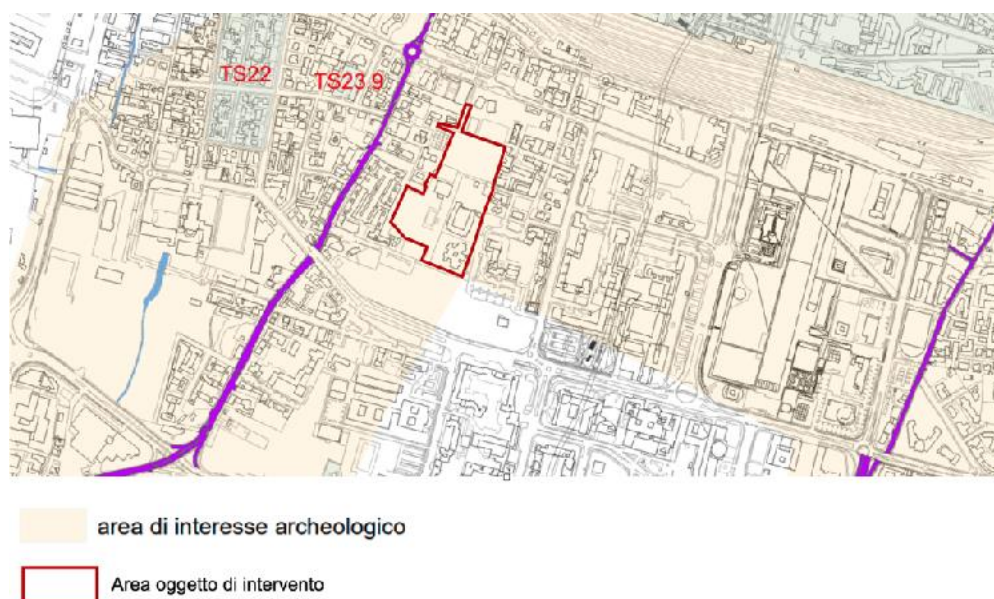 TS22
TS23 9
area di interesse archeologico
Area oggetto di intervento